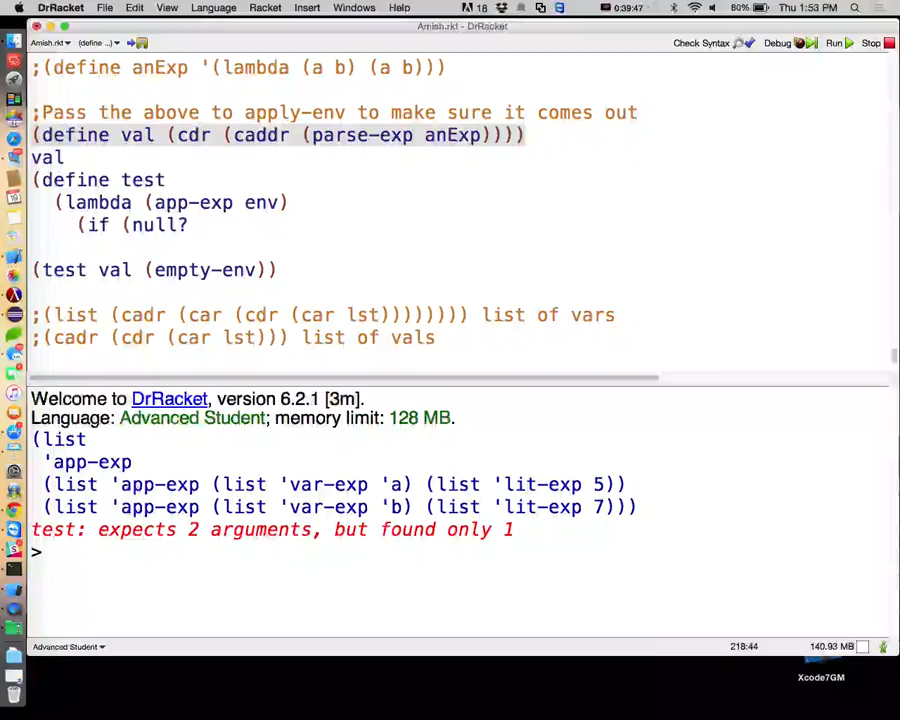 DrRacket File Edit View Language Racket Insert Windows Help 18 0:39:47 80% Thu 1:53 PM
Amish.rkt - DrRacket
Amish.rkt (define ...) Check Syntax Debug Run Stop
;(define anExp '(lambda (a b) (a b)))
;Pass the above to apply-env to make sure it comes out
(define val (cdr (caddr (parse-exp anExp))))
val
(define test
(lambda (app-exp env)
(if (null?
(test val (empty-env))
;(list (cadr (car (cdr (car lst)))))))) list of vars
;(cadr (cdr (car lst))) list of vals
Welcome to DrRacket, version 6.2.1 [3m].
Language: Advanced Student; memory limit: 128 MB.
(list
'app-exp
(list 'app-exp (list 'var-exp 'a) (list 'lit-exp 5))
(list 'app-exp (list 'var-exp 'b) (list 'lit-exp 7)))
test: expects 2 arguments, but found only 1
>
Advanced Student 218:44 140.93 MB
Xcode7GM